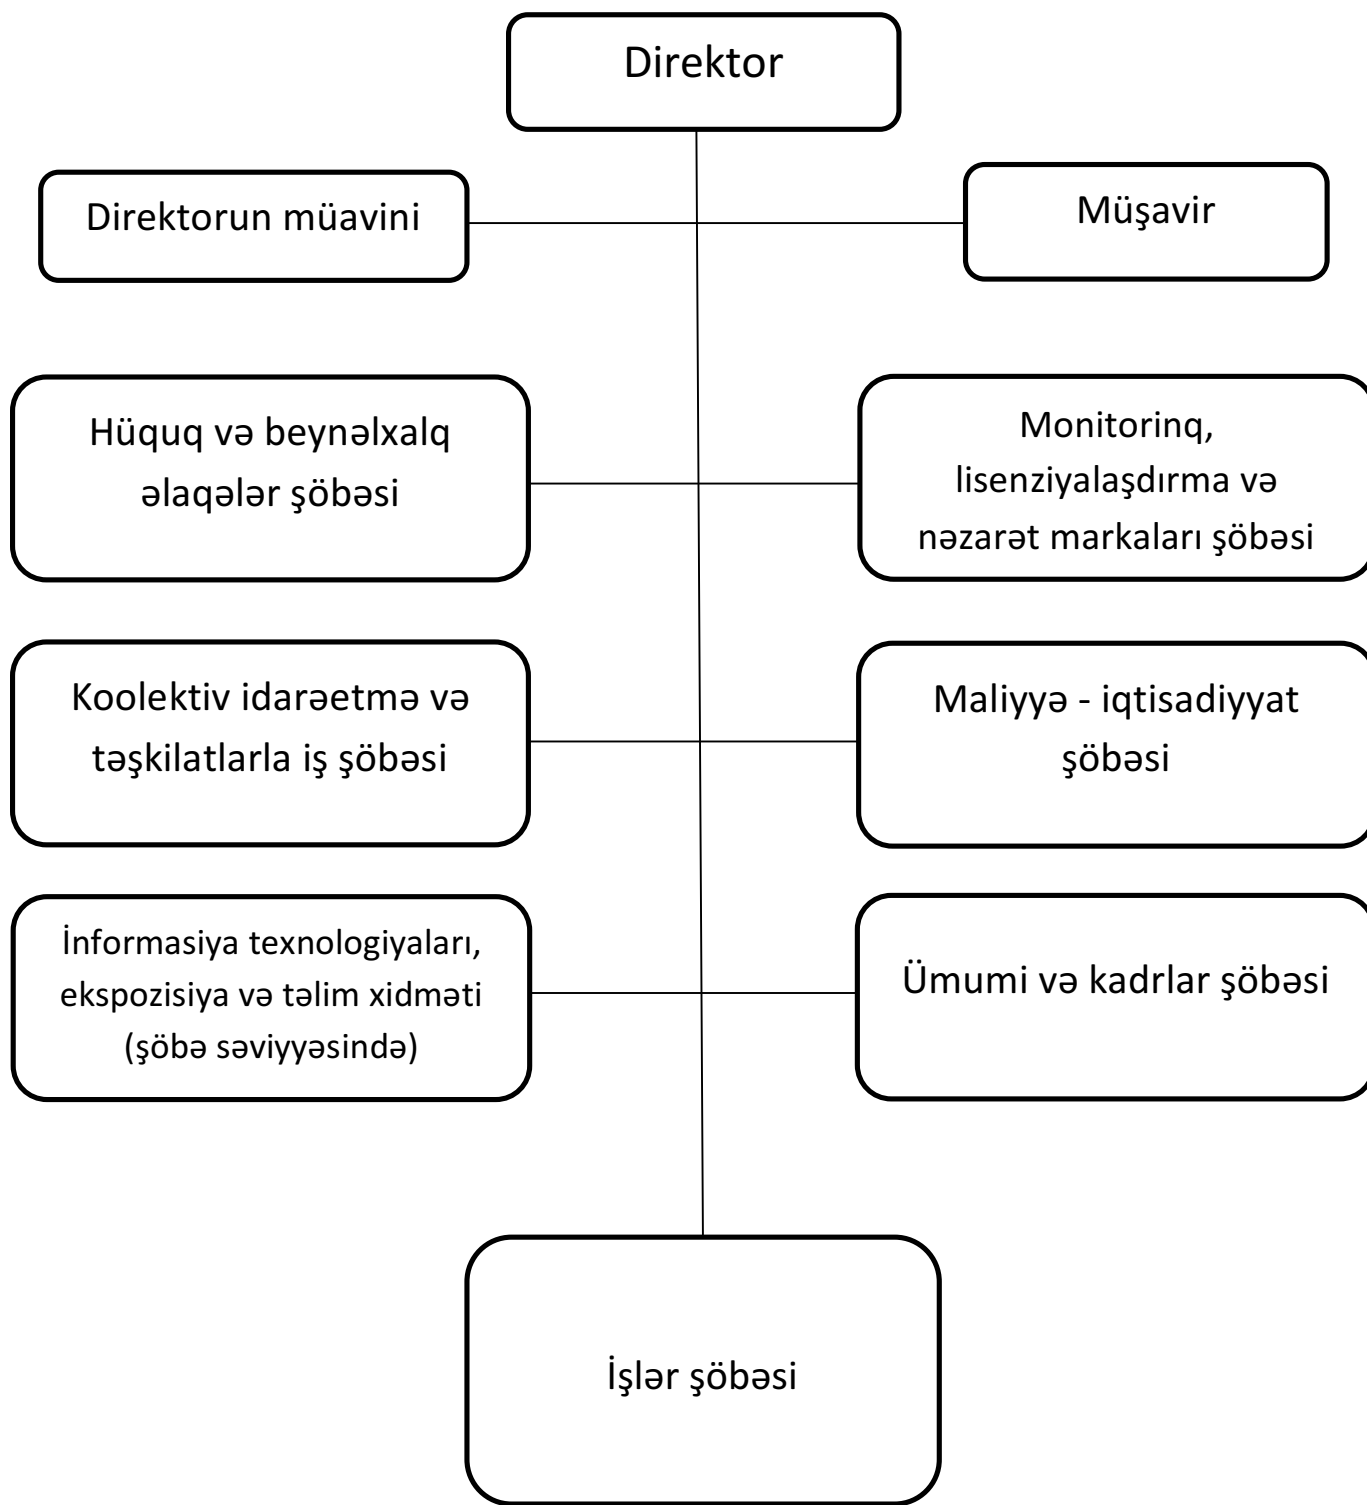 Direktor
Direktorun müavini
Müşavir
Hüquq və beynəlxalq
əlaqələr şöbəsi
Monitorinq,
lisenziyalaşdırma və
nəzarət markaları şöbəsi
Koolektiv idarəetmə və
təşkilatlarla iş şöbəsi
Maliyyə - iqtisadiyyat
şöbəsi
İnformasiya texnologiyaları,
ekspozisiya və təlim xidməti
(şöbə səviyyəsində)
Ümumi və kadrlar şöbəsi
İşlər şöbəsi